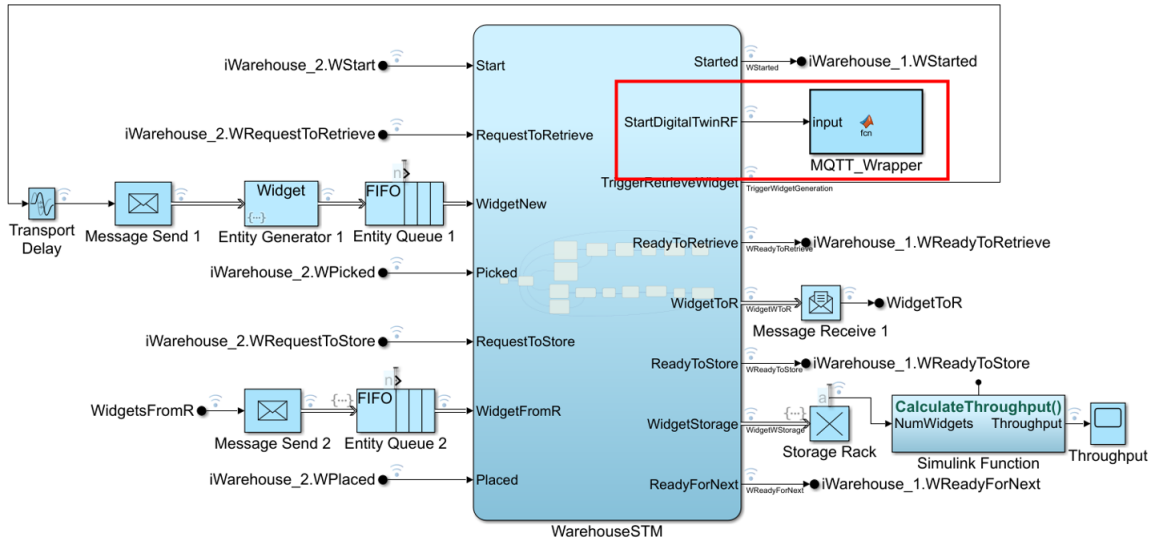 iWarehouse_2.WStart
Start
Started
WStarted
iWarehouse_1.WStarted
iWarehouse_2.WRequestToRetrieve
RequestToRetrieve
StartDigitalTwinRF
input
fcn
MQTT_Wrapper
TriggerRetrieveWidget
TriggerWidgetGeneration
Transport
Delay
Message Send 1
Widget
{...}
Entity Generator 1
n
FIFO
Entity Queue 1
WidgetNew
ReadyToRetrieve
WReadyToRetrieve
iWarehouse_1.WReadyToRetrieve
iWarehouse_2.WPicked
Picked
WidgetToR
WidgetWToR
Message Receive 1
WidgetToR
iWarehouse_2.WRequestToStore
RequestToStore
ReadyToStore
WReadyToStore
iWarehouse_1.WReadyToStore
WidgetsFromR
Message Send 2
{...}
n
FIFO
Entity Queue 2
WidgetFromR
WidgetStorage
WidgetWStorage
{...}
a
Storage Rack
CalculateThroughput()
NumWidgets Throughput
Simulink Function
Throughput
iWarehouse_2.WPlaced
Placed
ReadyForNext
WReadyForNext
iWarehouse_1.WReadyForNext
WarehouseSTM